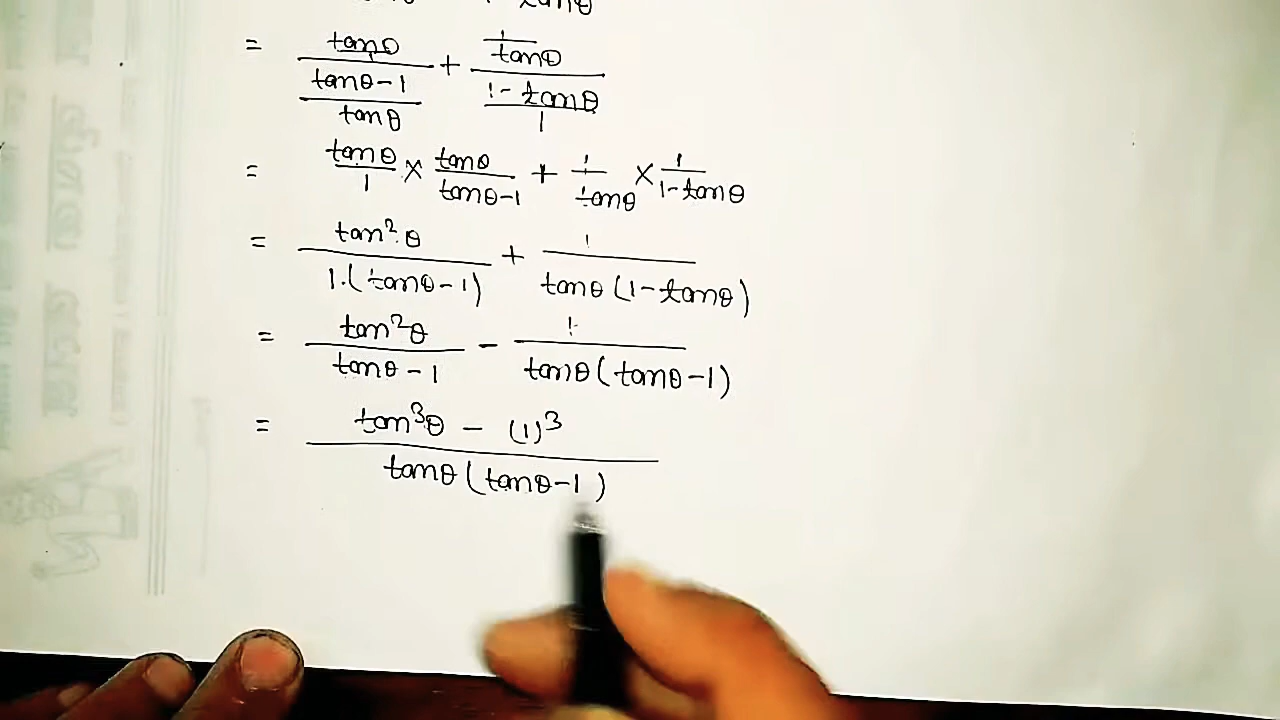 = tanθ/((tanθ-1)/tanθ) + (1/tanθ)/((1-tanθ)/1)
= tanθ/1 × tanθ/(tanθ-1) + 1/tanθ × 1/(1-tanθ)
= tan²θ/(1.(tanθ-1)) + 1/(tanθ(1-tanθ))
= tan²θ/(tanθ-1) - 1/(tanθ(tanθ-1))
= (tan³θ - (1)³)/(tanθ(tanθ-1))